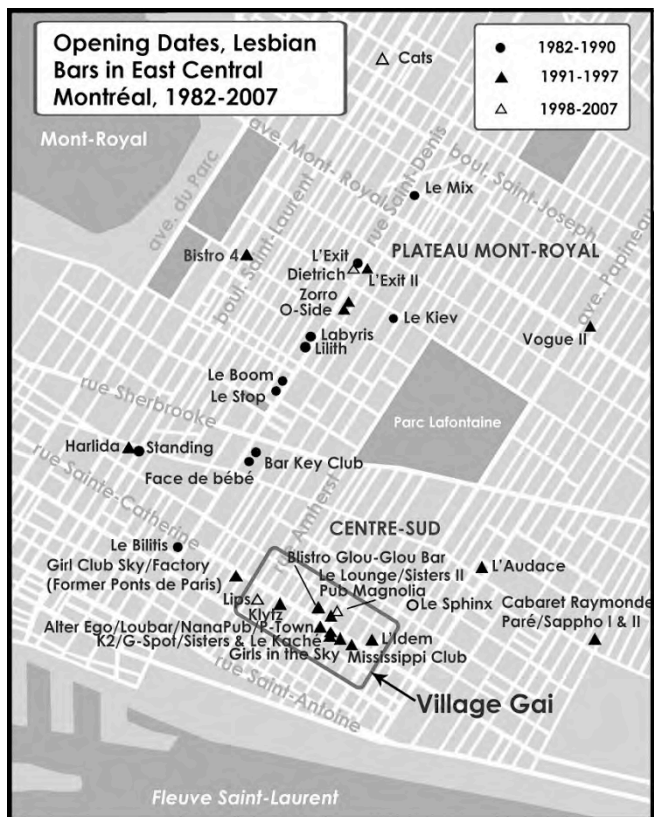 Opening Dates, Lesbian
Bars in East Central
Montréal, 1982-2007
1982-1990
1991-1997
1998-2007
Cats
Mont-Royal
ave. Mont-Royal
boul. Saint-Joseph
ave. du Parc
boul. Saint-Laurent
rue Saint-Denis
ave. Papineau
Le Mix
PLATEAU MONT-ROYAL
Bistro 4
L'Exit
Dietrich
L'Exit II
Zorro
O-Side
Le Kiev
Vogue II
Labyris
Lilith
Le Boom
Le Stop
rue Sherbrooke
Parc Lafontaine
Harlida
Standing
Bar Key Club
Face de bébé
rue Sainte-Catherine
rue Amherst
CENTRE-SUD
Le Bilitis
Blistro Glou-Glou Bar
L'Audace
Girl Club Sky/Factory
(Former Ponts de Paris)
Le Lounge/Sisters II
Pub Magnolia
Lips
Klytz
Le Sphinx
Cabaret Raymonde
Paré/Sappho I & II
Alter Ego/Loubar/NanaPub/P-Town
K2/G-Spot/Sisters & Le Kaché
L'Idem
Girls in the Sky
Mississippi Club
rue Saint-Antoine
Village Gai
Fleuve Saint-Laurent